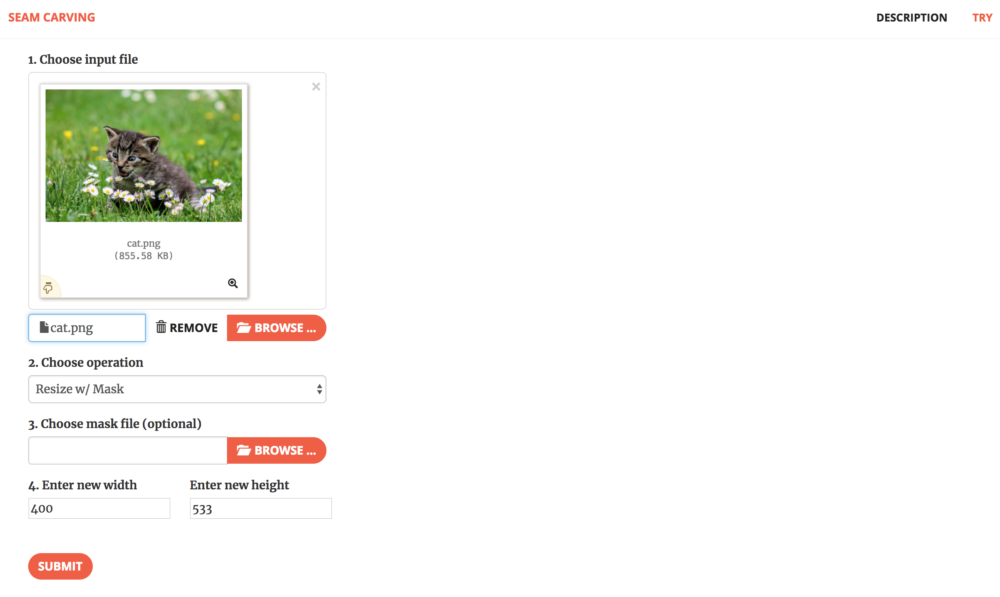 SEAM CARVING
DESCRIPTION
TRY
1. Choose input file
×
cat.png
(855.58 KB)
cat.png
REMOVE
BROWSE ...
2. Choose operation
Resize w/ Mask
3. Choose mask file (optional)
BROWSE ...
4. Enter new width
Enter new height
400
533
SUBMIT